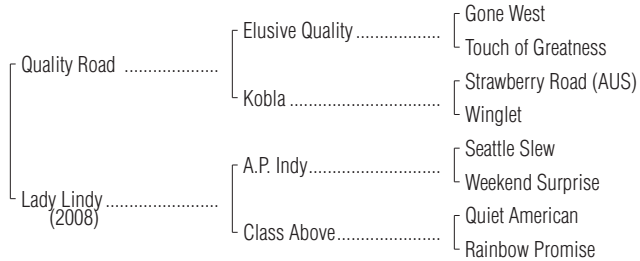 Gone West
Elusive Quality ..................
Touch of Greatness
Quality Road ....................
Strawberry Road (AUS)
Kobla ................................
Winglet
Seattle Slew
A.P. Indy............................
Weekend Surprise
Lady Lindy........................
(2008)
Quiet American
Class Above......................
Rainbow Promise